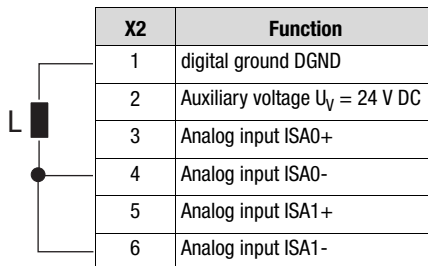 X2 Function
1 digital ground DGND
2 Auxiliary voltage UV = 24 V DC
3 Analog input ISA0+
L
4 Analog input ISA0-
5 Analog input ISA1+
6 Analog input ISA1-